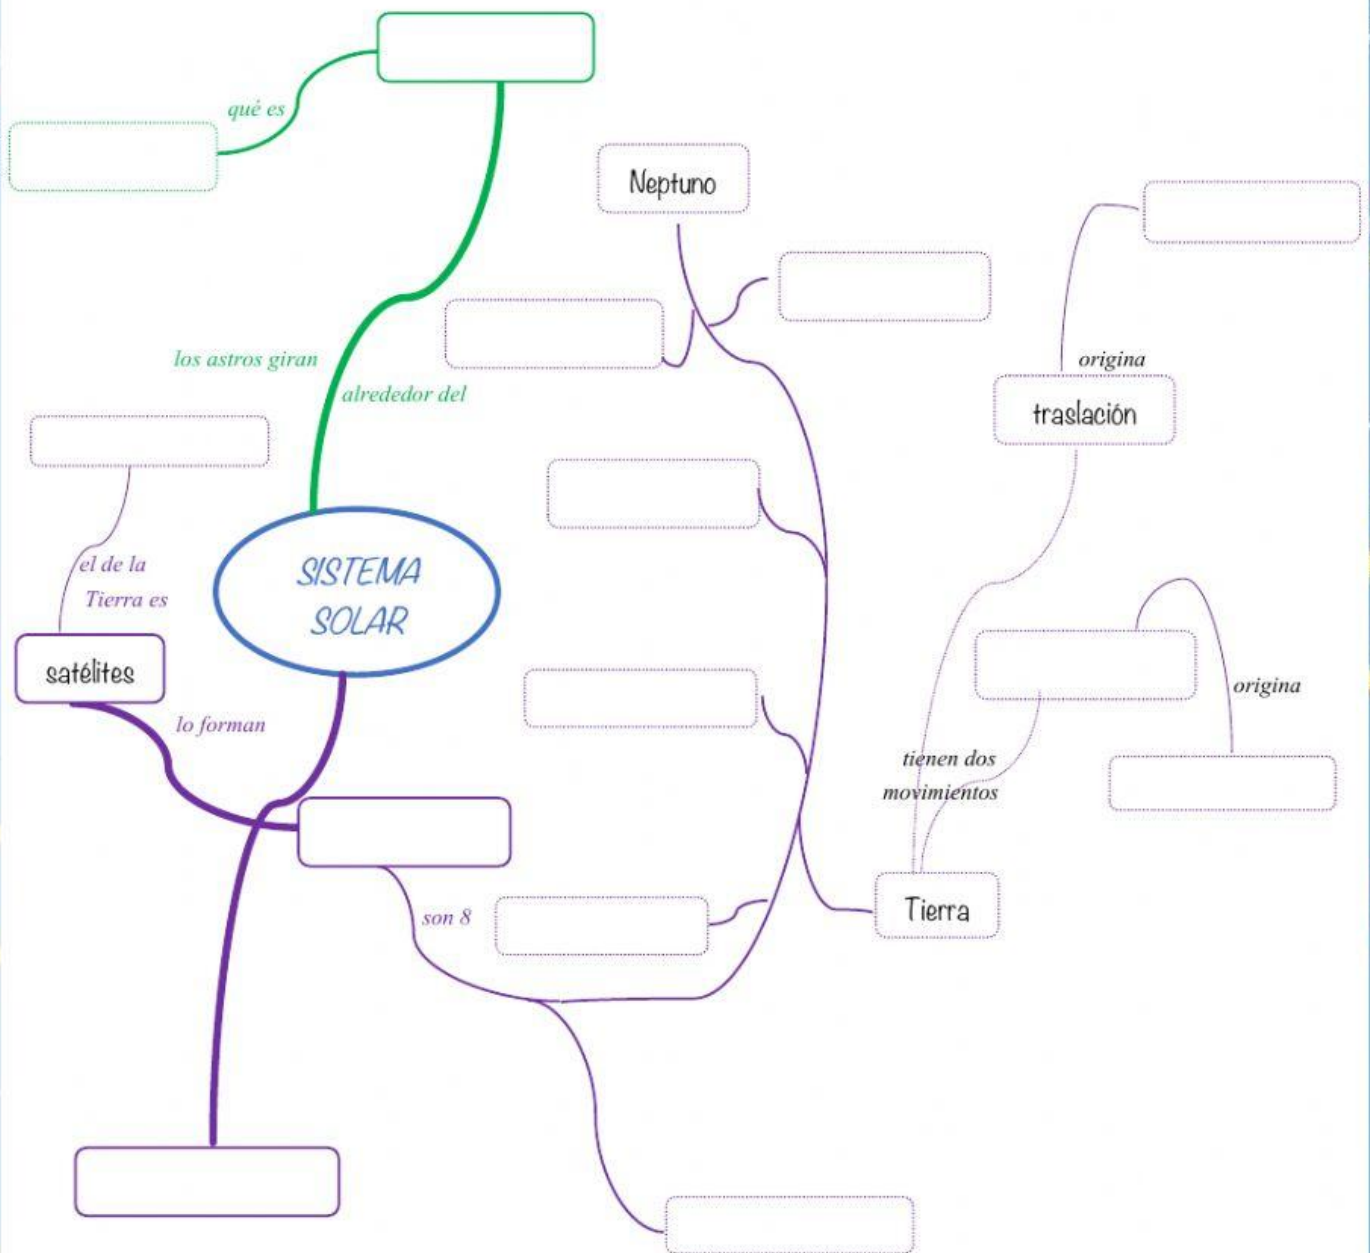 qué es
Neptuno
los astros giran
alrededor del
origina
traslación
el de la
Tierra es
SISTEMA
SOLAR
satélites
lo forman
origina
tienen dos
movimientos
son 8
Tierra